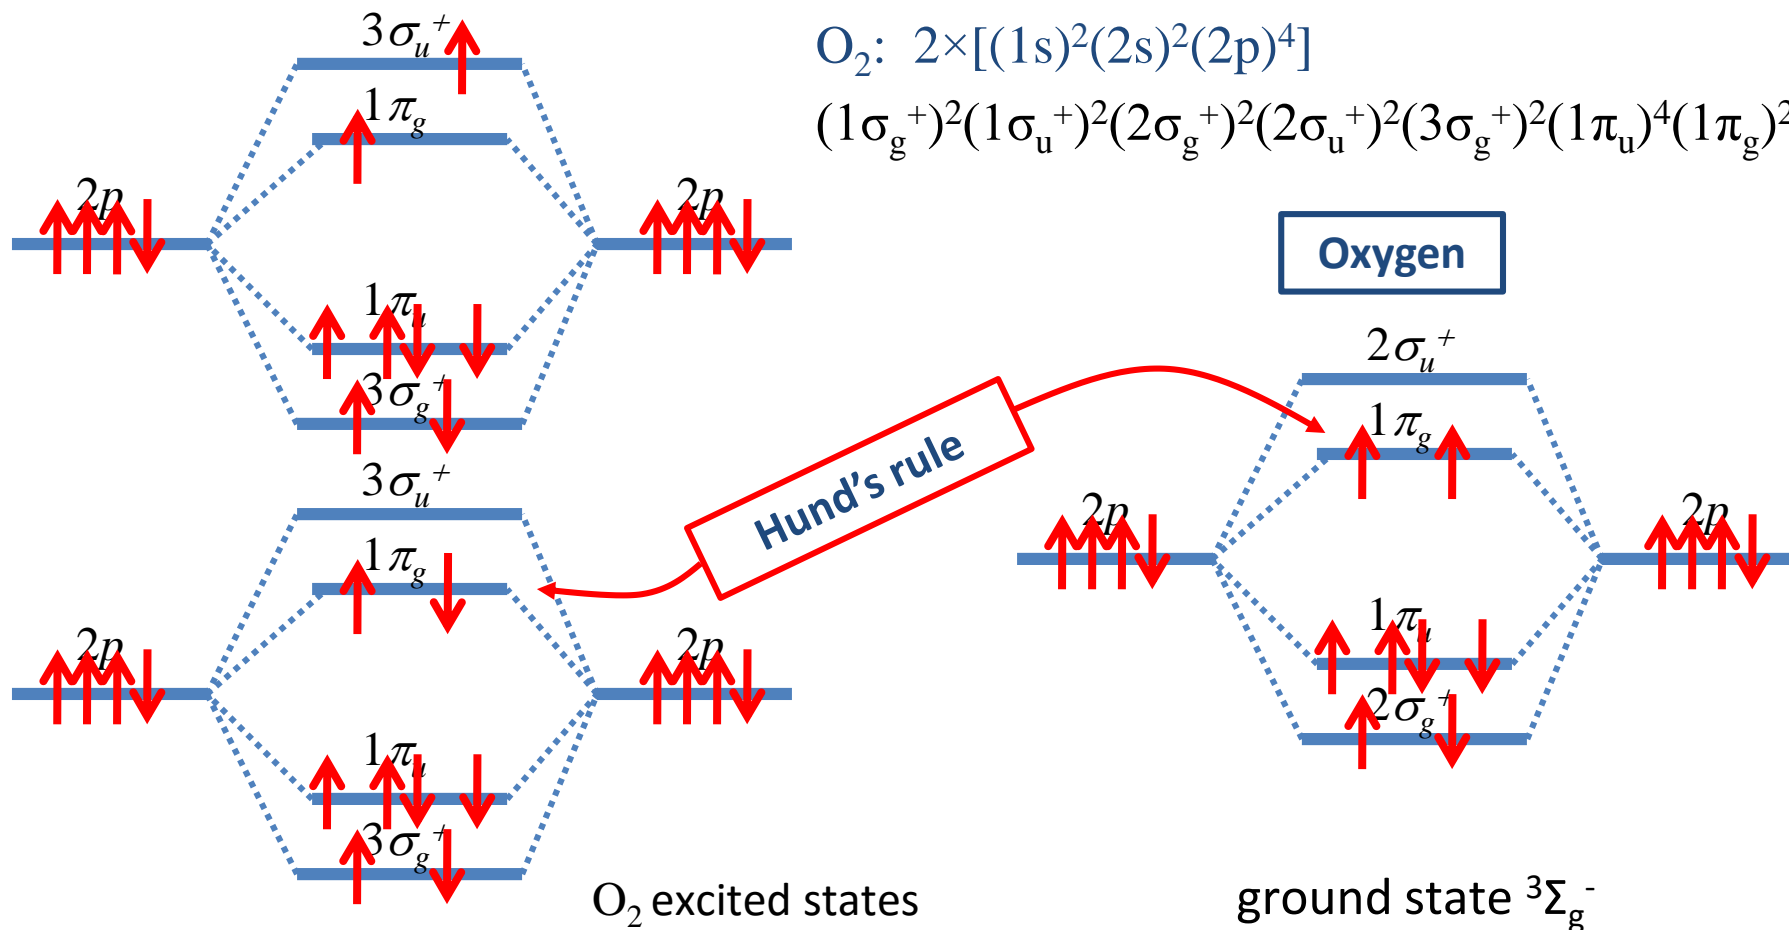 O₂: 2×[(1s)²(2s)²(2p)⁴]
(1σg⁺)²(1σu⁺)²(2σg⁺)²(2σu⁺)²(3σg⁺)²(1πu)⁴(1πg)²
3σu⁺
1πg
2p 2p
1πu
3σg⁺
3σu⁺
1πg
2p 2p
1πu
3σg⁺
O₂ excited states
Hund's rule
Oxygen
2σu⁺
1πg
2p 2p
1πu
2σg⁺
ground state ³Σg⁻